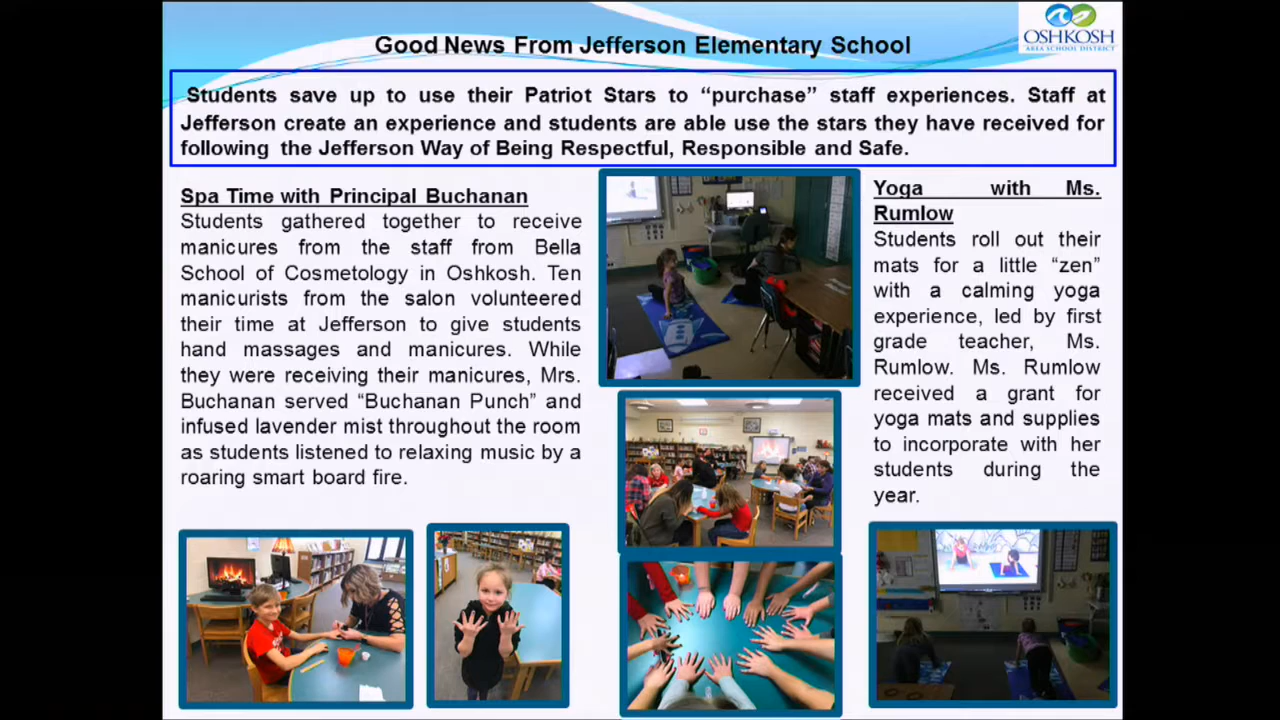 Good News From Jefferson Elementary School
OSHKOSH
AREA SCHOOL DISTRICT
Students save up to use their Patriot Stars to “purchase” staff experiences. Staff at
Jefferson create an experience and students are able use the stars they have received for
following the Jefferson Way of Being Respectful, Responsible and Safe.
Spa Time with Principal Buchanan
Students gathered together to receive
manicures from the staff from Bella
School of Cosmetology in Oshkosh. Ten
manicurists from the salon volunteered
their time at Jefferson to give students
hand massages and manicures. While
they were receiving their manicures, Mrs.
Buchanan served “Buchanan Punch” and
infused lavender mist throughout the room
as students listened to relaxing music by a
roaring smart board fire.
Yoga with Ms.
Rumlow
Students roll out their
mats for a little “zen”
with a calming yoga
experience, led by first
grade teacher, Ms.
Rumlow. Ms. Rumlow
received a grant for
yoga mats and supplies
to incorporate with her
students during the
year.